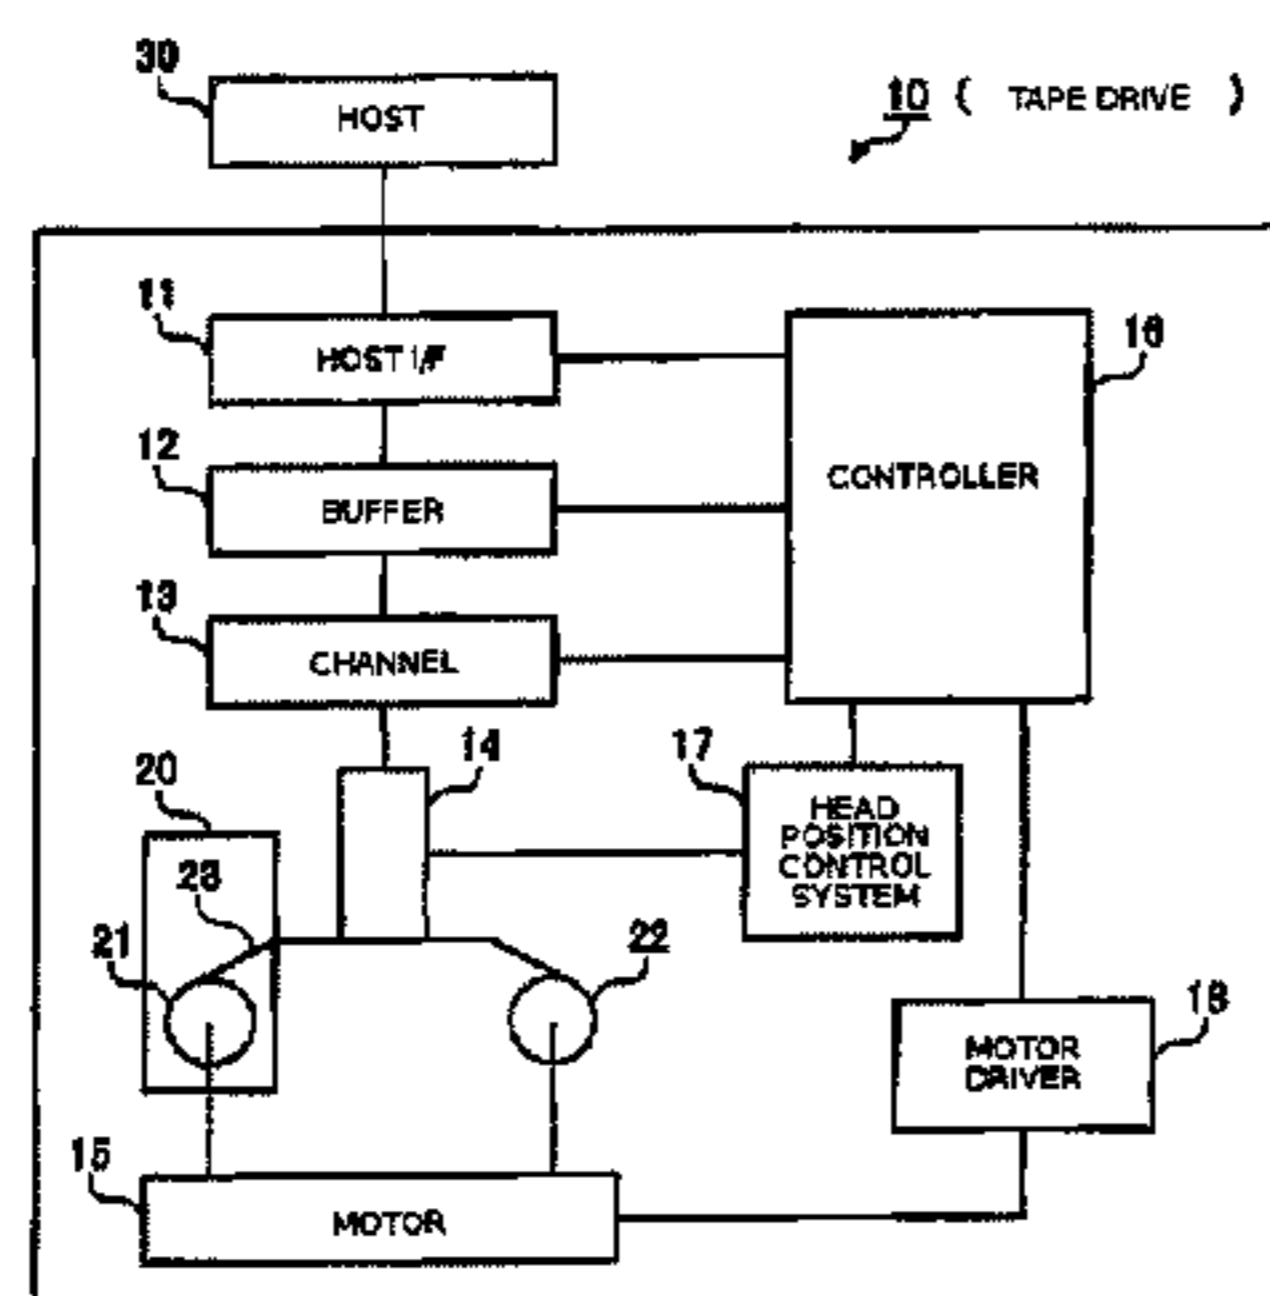 30
HOST
10 ( TAPE DRIVE )
11
HOST I/F
16
12
BUFFER
CONTROLLER
13
CHANNEL
14
17
20
HEAD
POSITION
CONTROL
SYSTEM
23
21
22
18
MOTOR
DRIVER
15
MOTOR